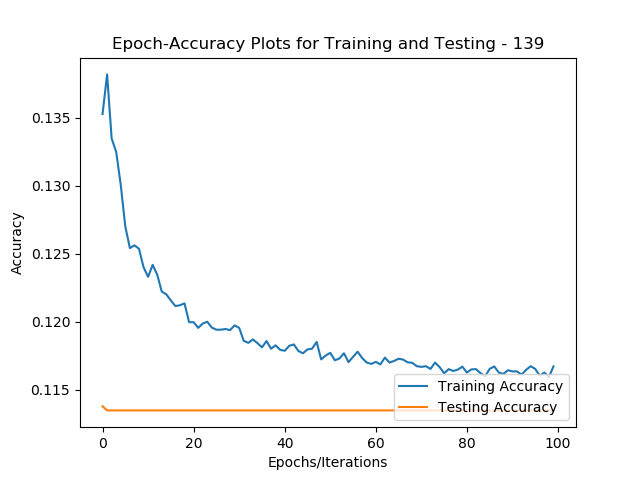 Epoch-Accuracy Plots for Training and Testing - 139
0.135
0.130
0.125
0.120
0.115
Accuracy
Training Accuracy
Testing Accuracy
0 20 40 60 80 100
Epochs/Iterations